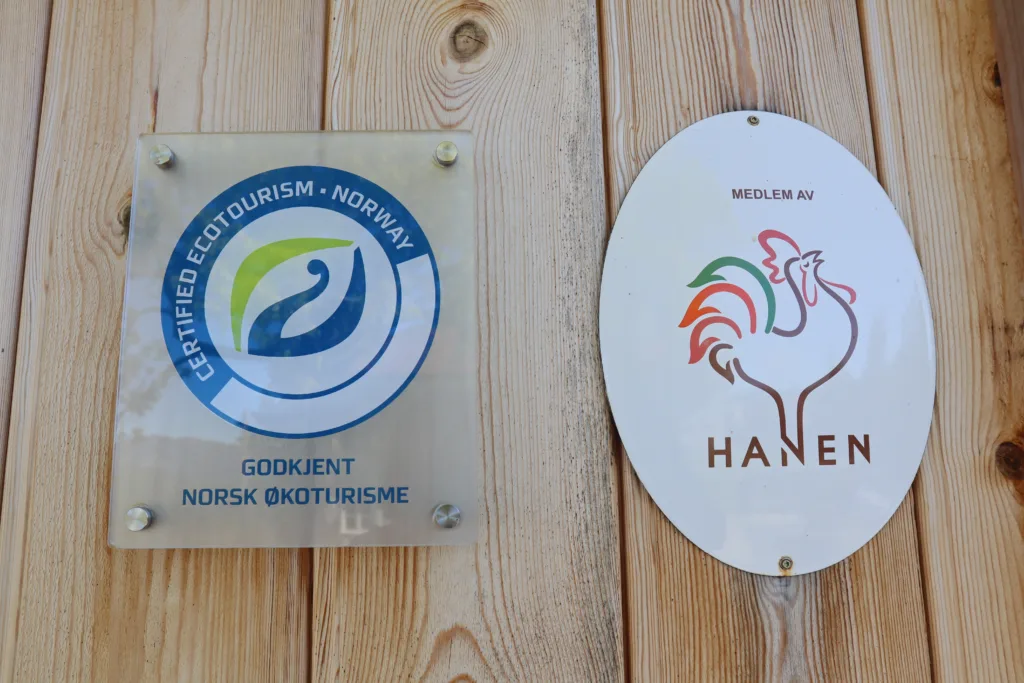 CERTIFIED ECOTOURISM • NORWAY
GODKJENT
NORSK ØKOTURISME
MEDLEM AV
HANEN